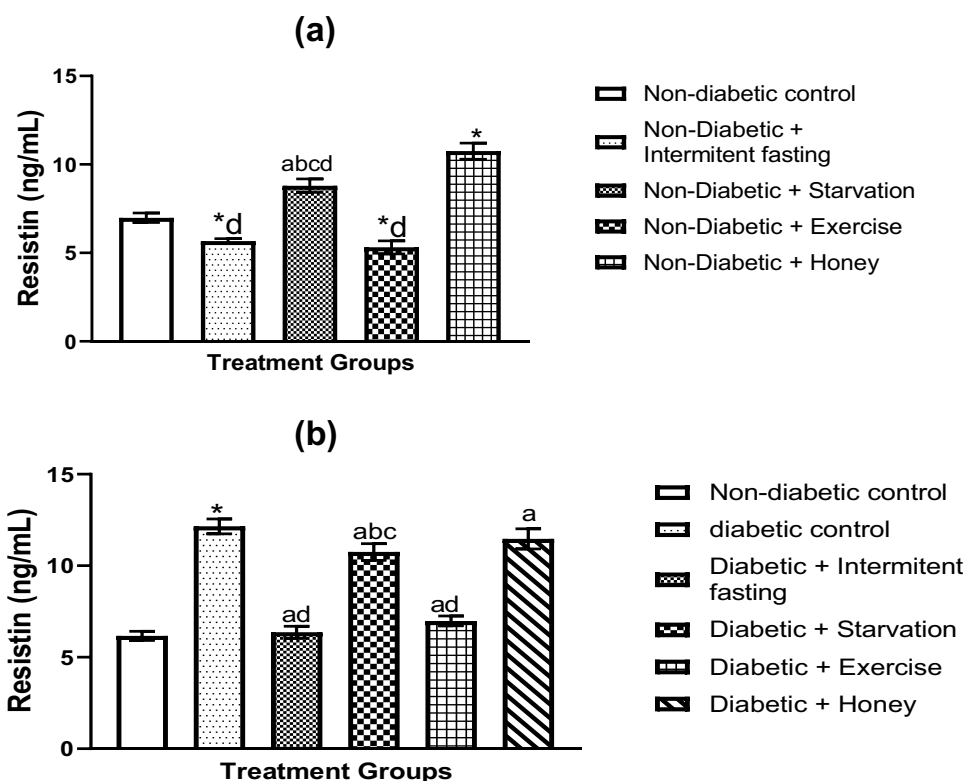 (a)
15
10
5
0
Resistin (ng/mL)
*d
abcd
*d
*
Treatment Groups
Non-diabetic control
Non-Diabetic +
Intermitent fasting
Non-Diabetic + Starvation
Non-Diabetic + Exercise
Non-Diabetic + Honey
(b)
15
10
5
0
Resistin (ng/mL)
*
ad
abc
ad
a
Treatment Groups
Non-diabetic control
diabetic control
Diabetic + Intermitent
fasting
Diabetic + Starvation
Diabetic + Exercise
Diabetic + Honey